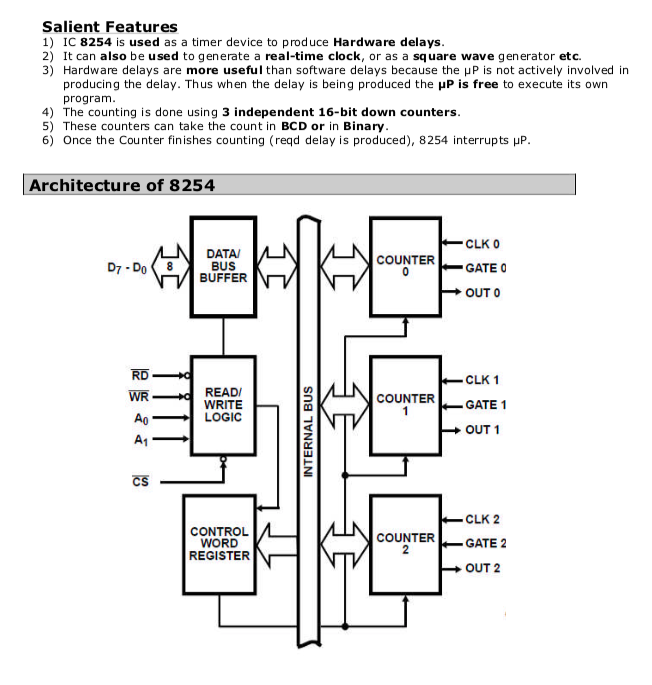 Salient Features
1) IC 8254 is used as a timer device to produce Hardware delays.
2) It can also be used to generate a real-time clock, or as a square wave generator etc.
3) Hardware delays are more useful than software delays because the µP is not actively involved in
producing the delay. Thus when the delay is being produced the µP is free to execute its own
program.
4) The counting is done using 3 independent 16-bit down counters.
5) These counters can take the count in BCD or in Binary.
6) Once the Counter finishes counting (reqd delay is produced), 8254 interrupts µP.
Architecture of 8254
D7 - D0
8
DATA/
BUS
BUFFER
COUNTER
0
CLK 0
GATE 0
OUT 0
RD
WR
A0
A1
CS
READ/
WRITE
LOGIC
INTERNAL BUS
COUNTER
1
CLK 1
GATE 1
OUT 1
CONTROL
WORD
REGISTER
COUNTER
2
CLK 2
GATE 2
OUT 2